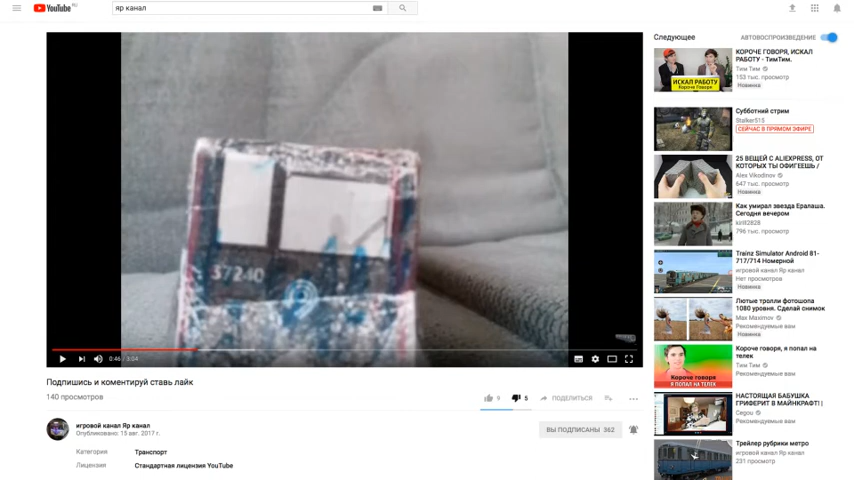 YouTube RU
яр канал
37240
0:46 / 3:04
Подпишись и коментируй ставь лайк
140 просмотров
9
5
ПОДЕЛИТЬСЯ
игровой канал Яр канал
Опубликовано: 15 авг. 2017 г.
ВЫ ПОДПИСАНЫ 362
Категория Транспорт
Лицензия Стандартная лицензия YouTube
Следующее
АВТОВОСПРОИЗВЕДЕНИЕ
ИСКАЛ РАБОТУ
Короче Говоря
КОРОЧЕ ГОВОРЯ, ИСКАЛ
РАБОТУ - ТимТим.
Тим Тим
153 тыс. просмотр
Новинка
Субботний стрим
Stalker515
СЕЙЧАС В ПРЯМОМ ЭФИРЕ
25 ВЕЩЕЙ С ALIEXPRESS, ОТ
КОТОРЫХ ТЫ ОФИГЕЕШЬ /
Alex Vikodinov
647 тыс. просмотр
Новинка
Как умирал звезда Ералаша.
Сегодня вечером
kirill2826
796 тыс. просмотр
Trainz Simulator Android 81-
717/714 Номерной
игровой канал Яр канал
Нет просмотров
Новинка
Лютые тролли фотошопа
1080 уровня. Сделай снимок
Max Maximov
Рекомендуемые вам
Новинка
Короче говоря
Я ПОПАЛ НА ТЕЛЕК
Короче говоря, я попал на
телек
Тим Тим
Рекомендуемые вам
НАСТОЯЩАЯ БАБУШКА
ГРИФЕРИТ В МАЙНКРАФТ! |
Cegou
Рекомендуемые вам
Новинка
Трейлер рубрики метро
игровой канал Яр канал
231 просмотр